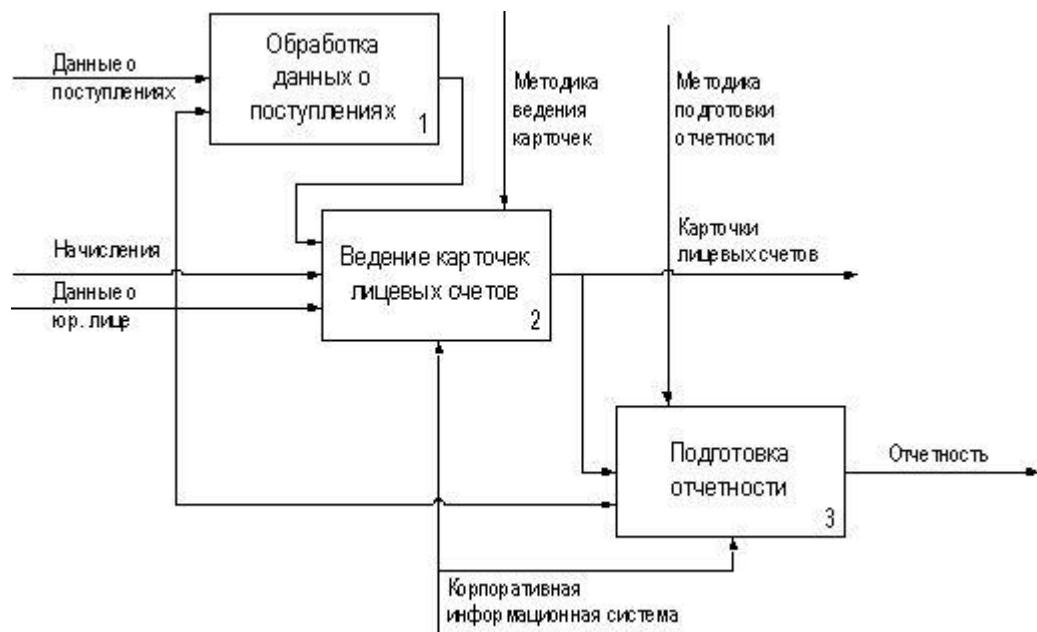 Данные о
поступлениях
Обработка
данных о
поступлениях
1
Методика
ведения
карточек
Методика
подготовки
отчетности
Начисления
Данные о
юр. лице
Ведение карточек
лицевых счетов
2
Карточки
лицевых счетов
Подготовка
отчетности
3
Отчетность
Корпоративная
информационная система